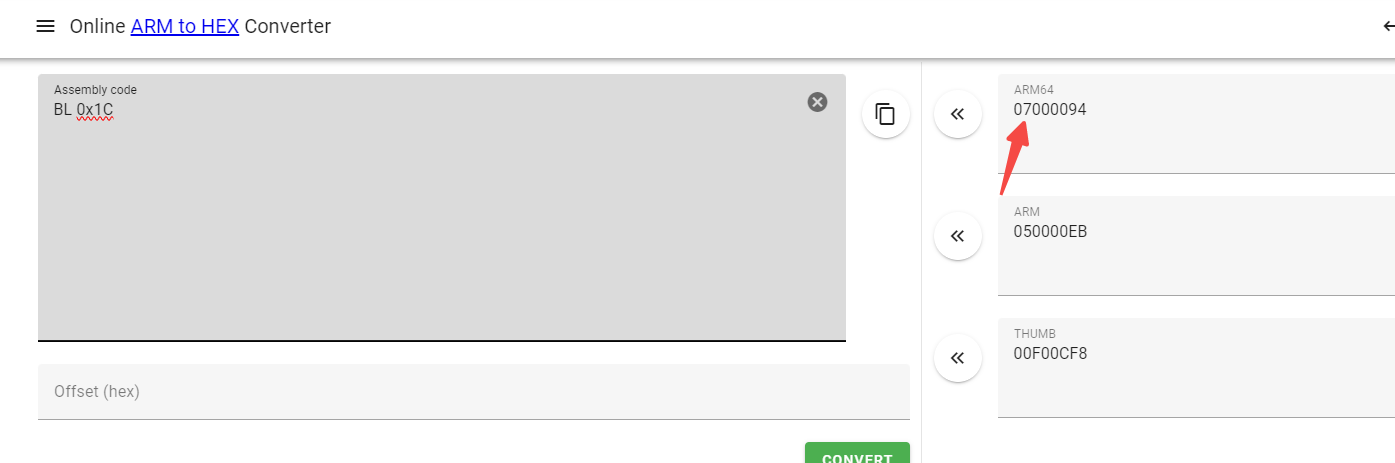 Online ARM to HEX Converter
Assembly code
BL 0x1C
Offset (hex)
CONVERT
ARM64
07000094
ARM
050000EB
THUMB
00F00CF8